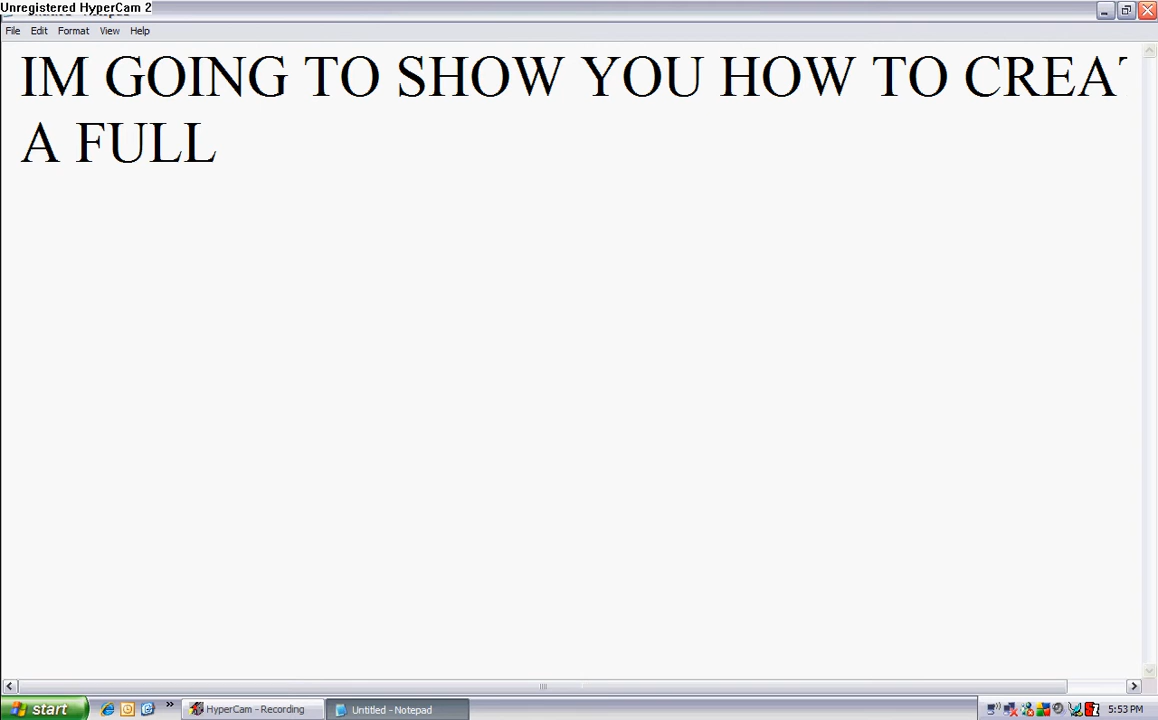 Unregistered HyperCam 2
File Edit Format View Help
IM GOING TO SHOW YOU HOW TO CREA
A FULL
start
HyperCam - Recording
Untitled - Notepad
5:53 PM